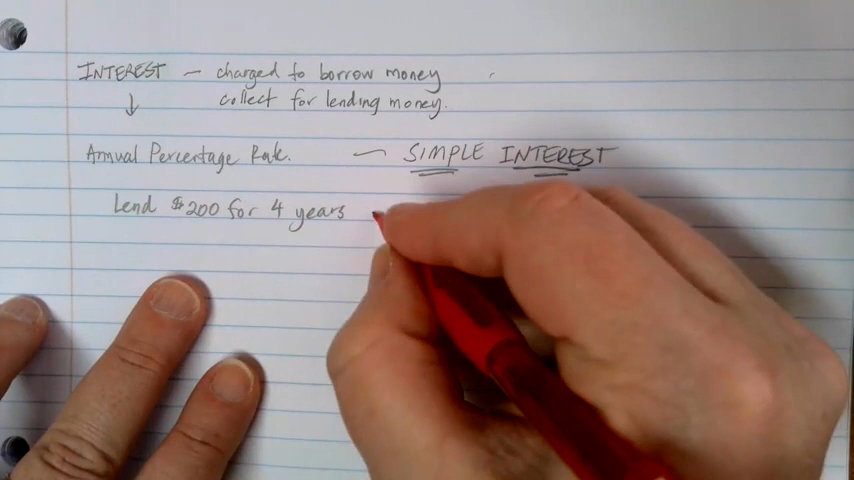 INTEREST – charged to borrow money
collect for lending money.
Annual Percentage Rate. – SIMPLE INTEREST
Lend $200 for 4 years